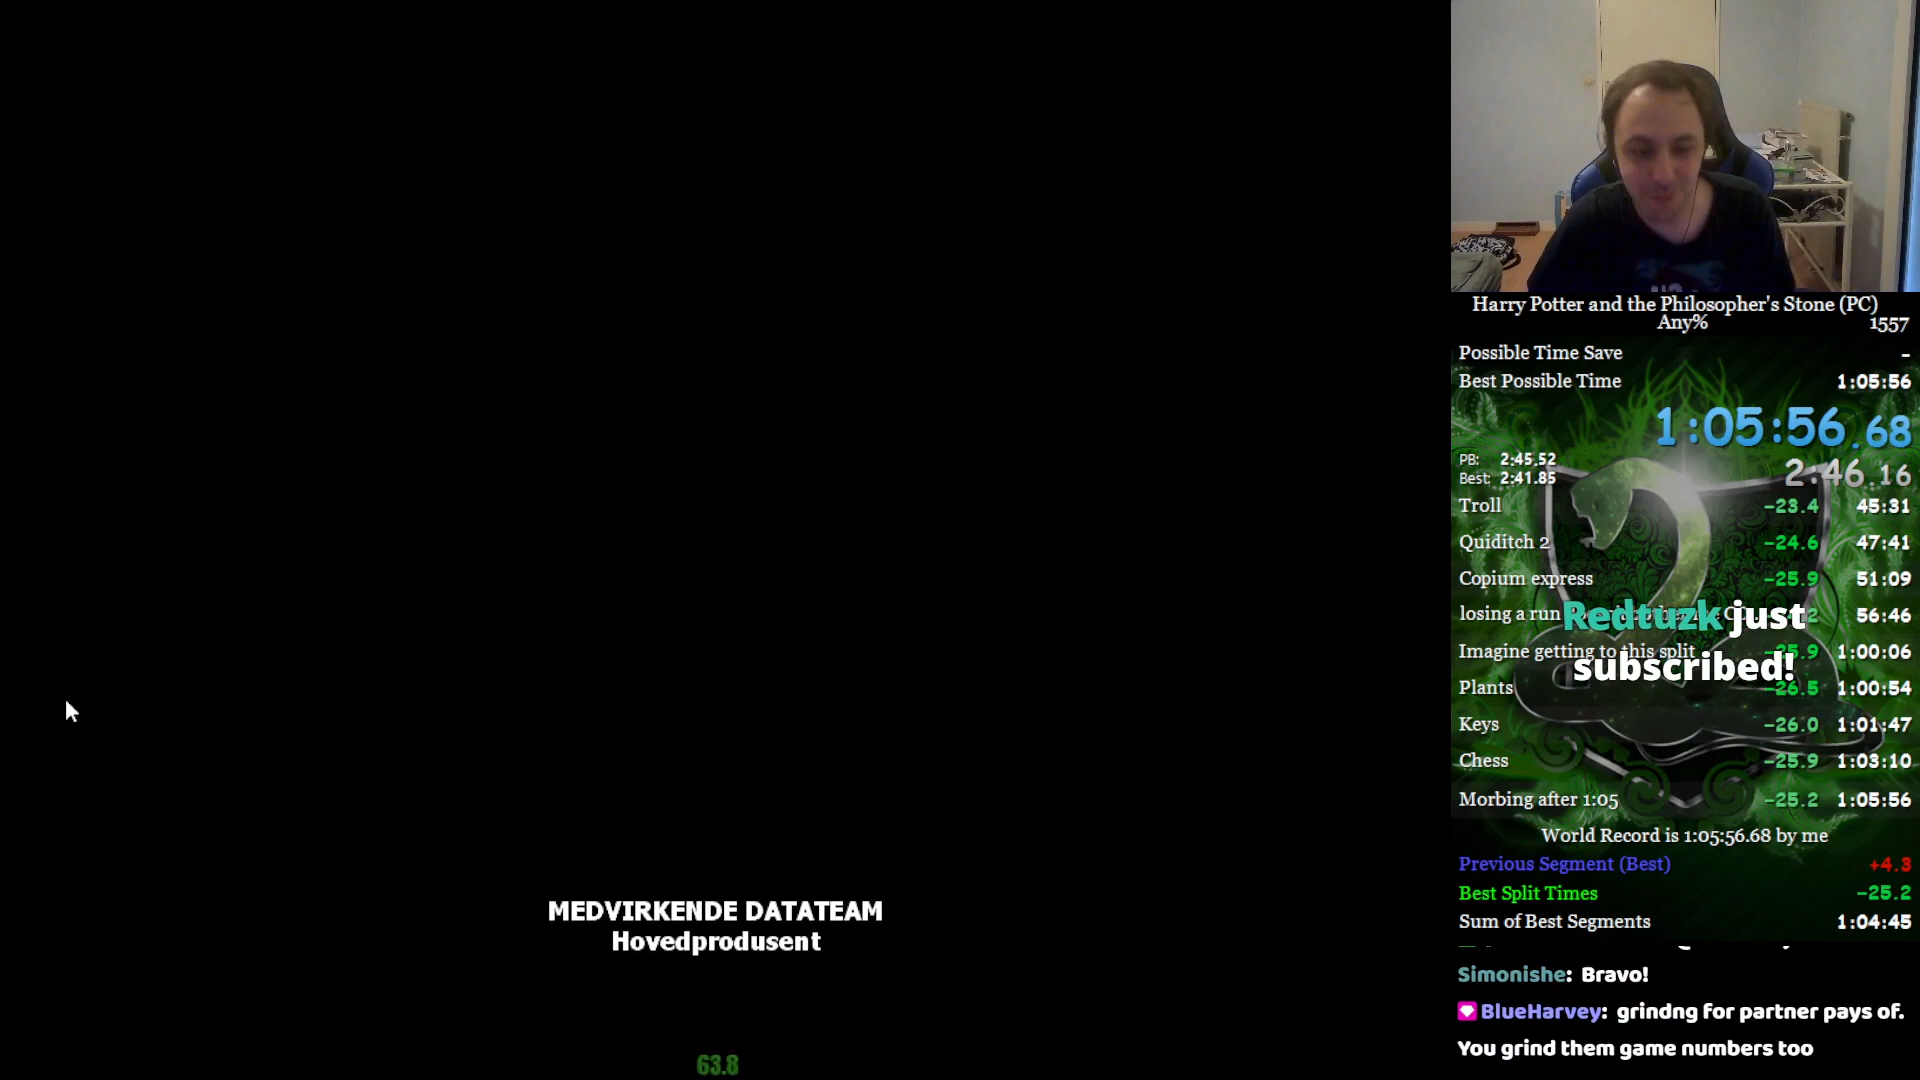 Harry Potter and the Philosopher's Stone (PC)
Any% 1557
Possible Time Save -
Best Possible Time 1:05:56
1:05:56.68
PB: 2:45.52
Best: 2:41.85
2:46.16
Troll -23.4 45:31
Quiditch 2 -24.6 47:41
Copium express -25.9 51:09
losing a run 56:46
Redtuzk just
subscribed!
Imagine getting to this split 1:00:06
Plants -26.5 1:00:54
Keys -26.0 1:01:47
Chess -25.9 1:03:10
Morbing after 1:05 -25.2 1:05:56
World Record is 1:05:56.68 by me
Previous Segment (Best) +4.3
Best Split Times -25.2
Sum of Best Segments 1:04:45
Simonishe: Bravo!
BlueHarvey: grindng for partner pays of.
You grind them game numbers too
MEDVIRKENDE DATATEAM
Hovedprodusent
63.8